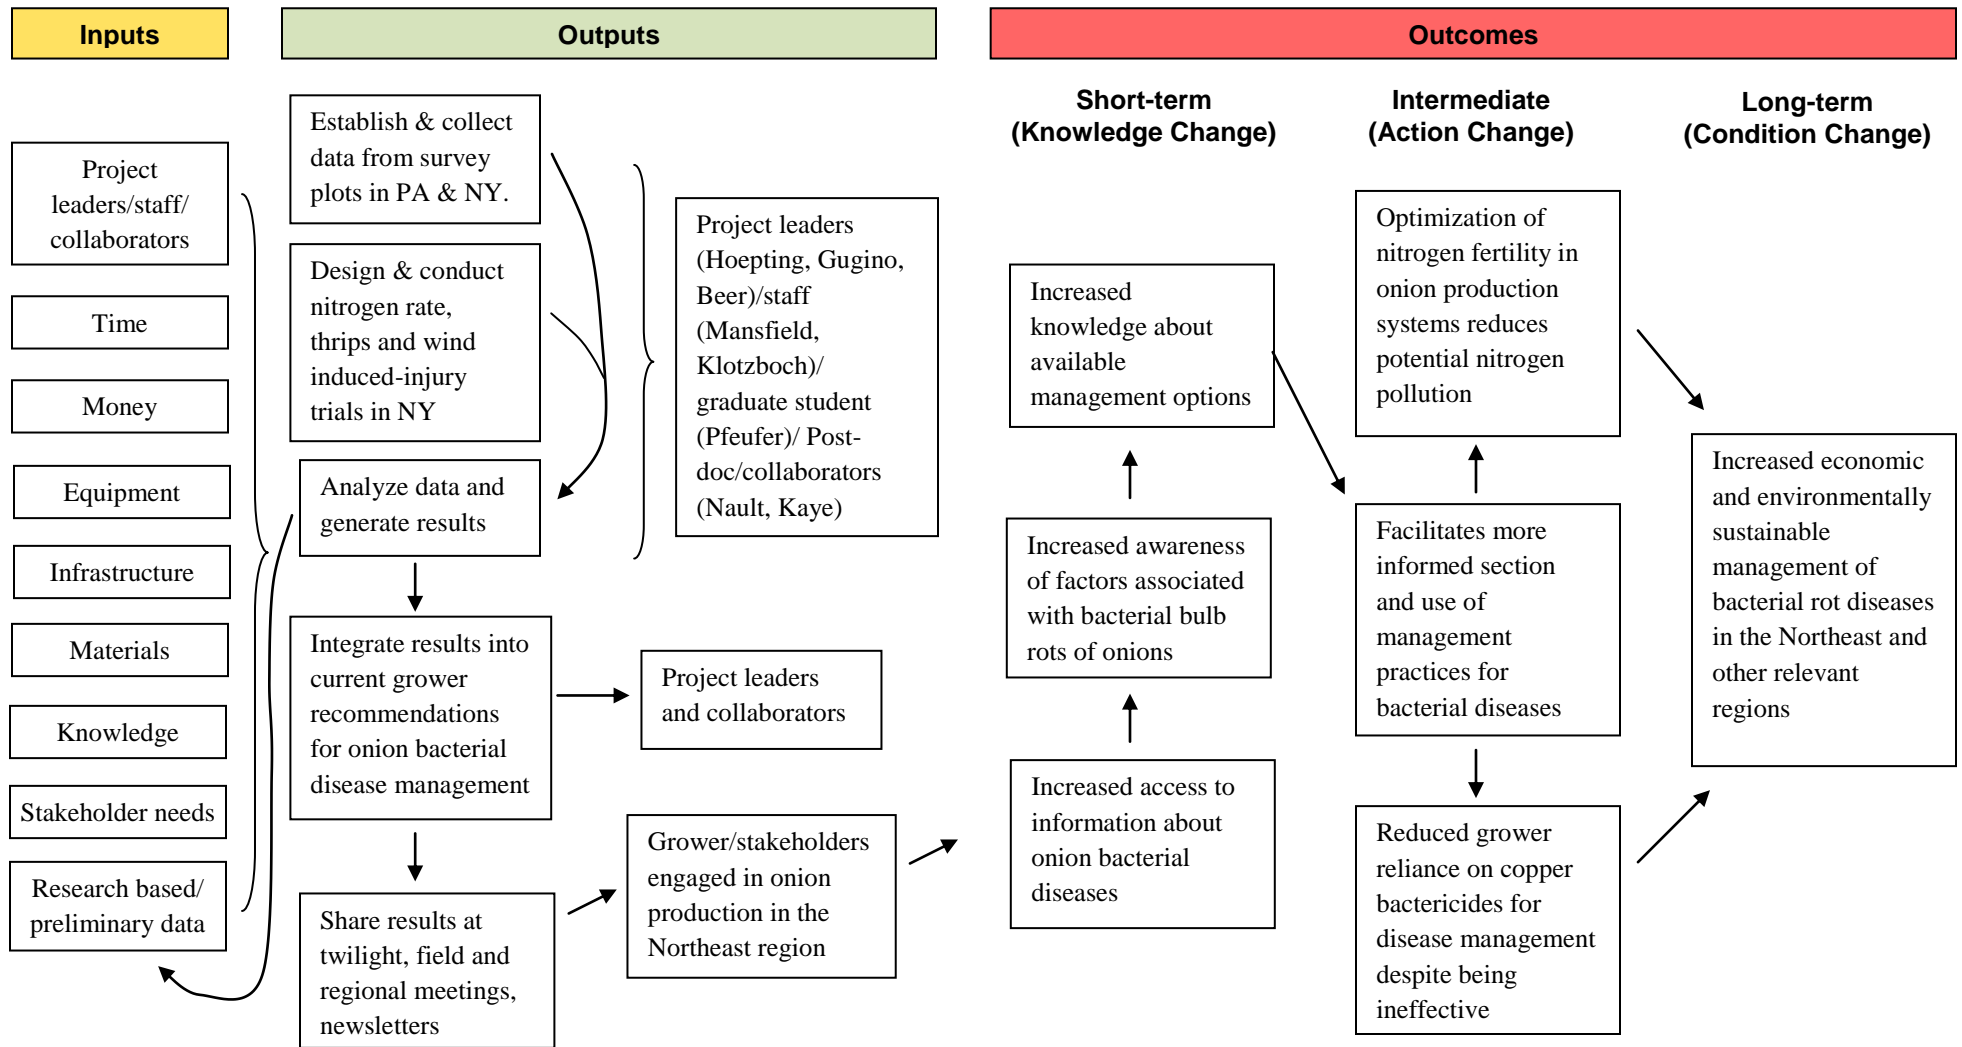 Inputs
Outputs
Outcomes
Short-term
(Knowledge Change)
Intermediate
(Action Change)
Long-term
(Condition Change)
Project
leaders/staff/
collaborators
Time
Money
Equipment
Infrastructure
Materials
Knowledge
Stakeholder needs
Research based/
preliminary data
Establish & collect
data from survey
plots in PA & NY.
Design & conduct
nitrogen rate,
thrips and wind
induced-injury
trials in NY
Analyze data and
generate results
Integrate results into
current grower
recommendations
for onion bacterial
disease management
Share results at
twilight, field and
regional meetings,
newsletters
Project leaders
(Hoepting, Gugino,
Beer)/staff
(Mansfield,
Klotzboch)/
graduate student
(Pfeufer)/ Post-
doc/collaborators
(Nault, Kaye)
Project leaders
and collaborators
Grower/stakeholders
engaged in onion
production in the
Northeast region
Increased
knowledge about
available
management options
Increased awareness
of factors associated
with bacterial bulb
rots of onions
Increased access to
information about
onion bacterial
diseases
Optimization of
nitrogen fertility in
onion production
systems reduces
potential nitrogen
pollution
Facilitates more
informed section
and use of
management
practices for
bacterial diseases
Reduced grower
reliance on copper
bactericides for
disease management
despite being
ineffective
Increased economic
and environmentally
sustainable
management of
bacterial rot diseases
in the Northeast and
other relevant
regions